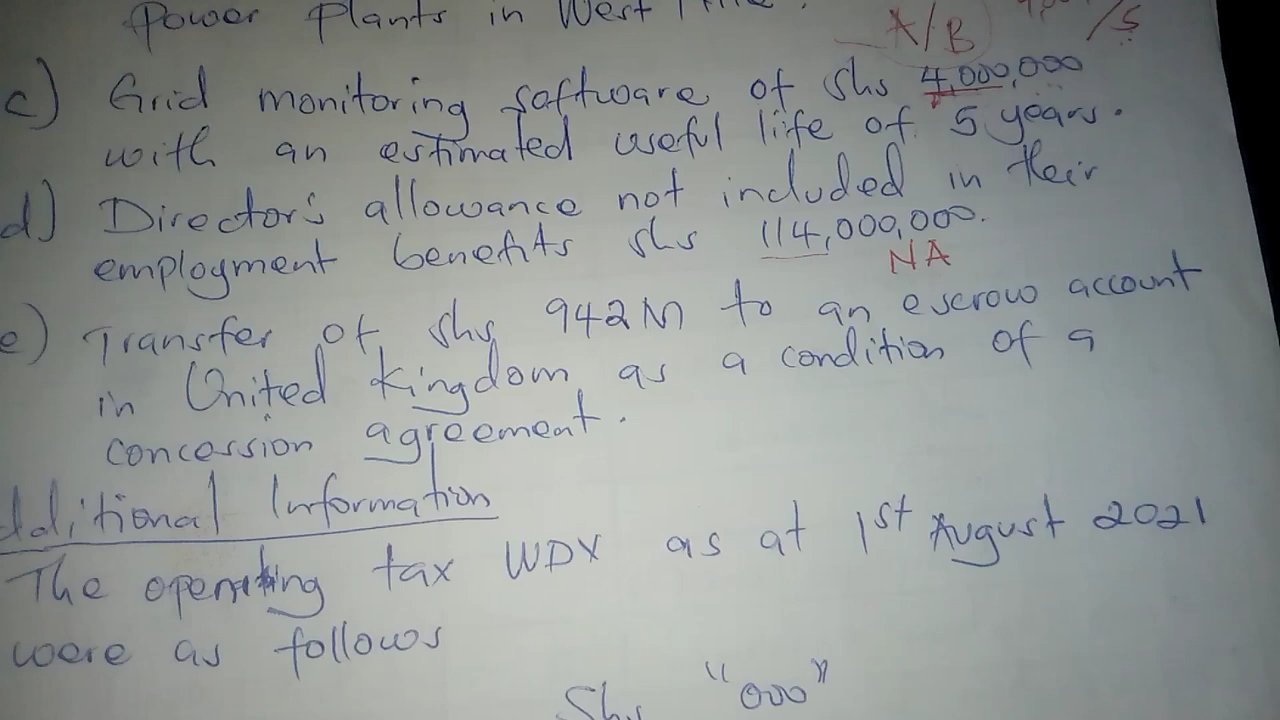 Power Plants in West
A/B /5
c) Grid monitoring software of shs 4,000,000
with an estimated useful life of 5 years.
d) Director's allowance not included in their
employment benefits shs 114,000,000.
NA
e) Transfer of shs 942M to an escrow account
in United Kingdom as a condition of a
concession agreement.
dditional Information
The operating tax WDX as at 1st August 2021
were as follows
Shs "000"